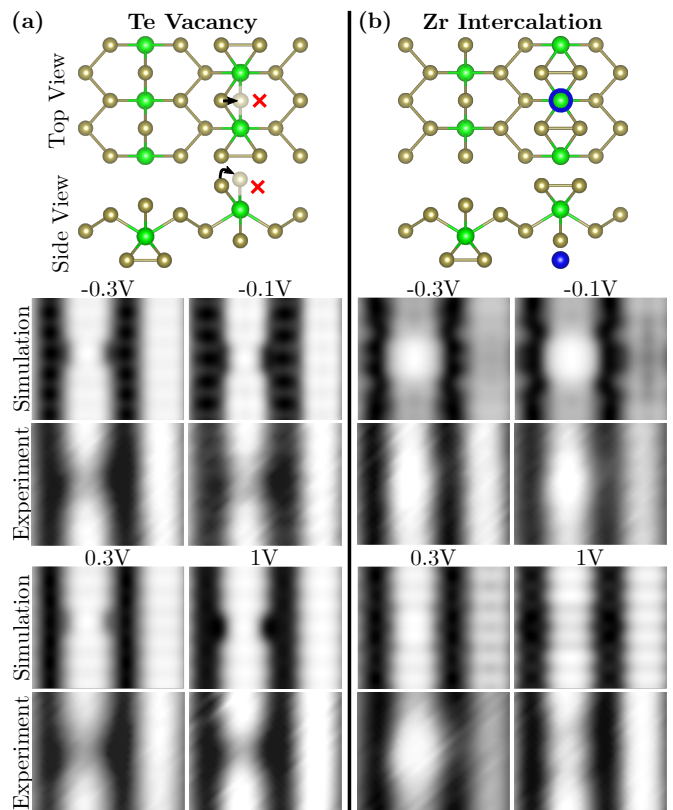 (a) Te Vacancy (b) Zr Intercalation
Top View
Side View
-0.3V -0.1V -0.3V -0.1V
Simulation
Experiment
0.3V 1V 0.3V 1V
Simulation
Experiment